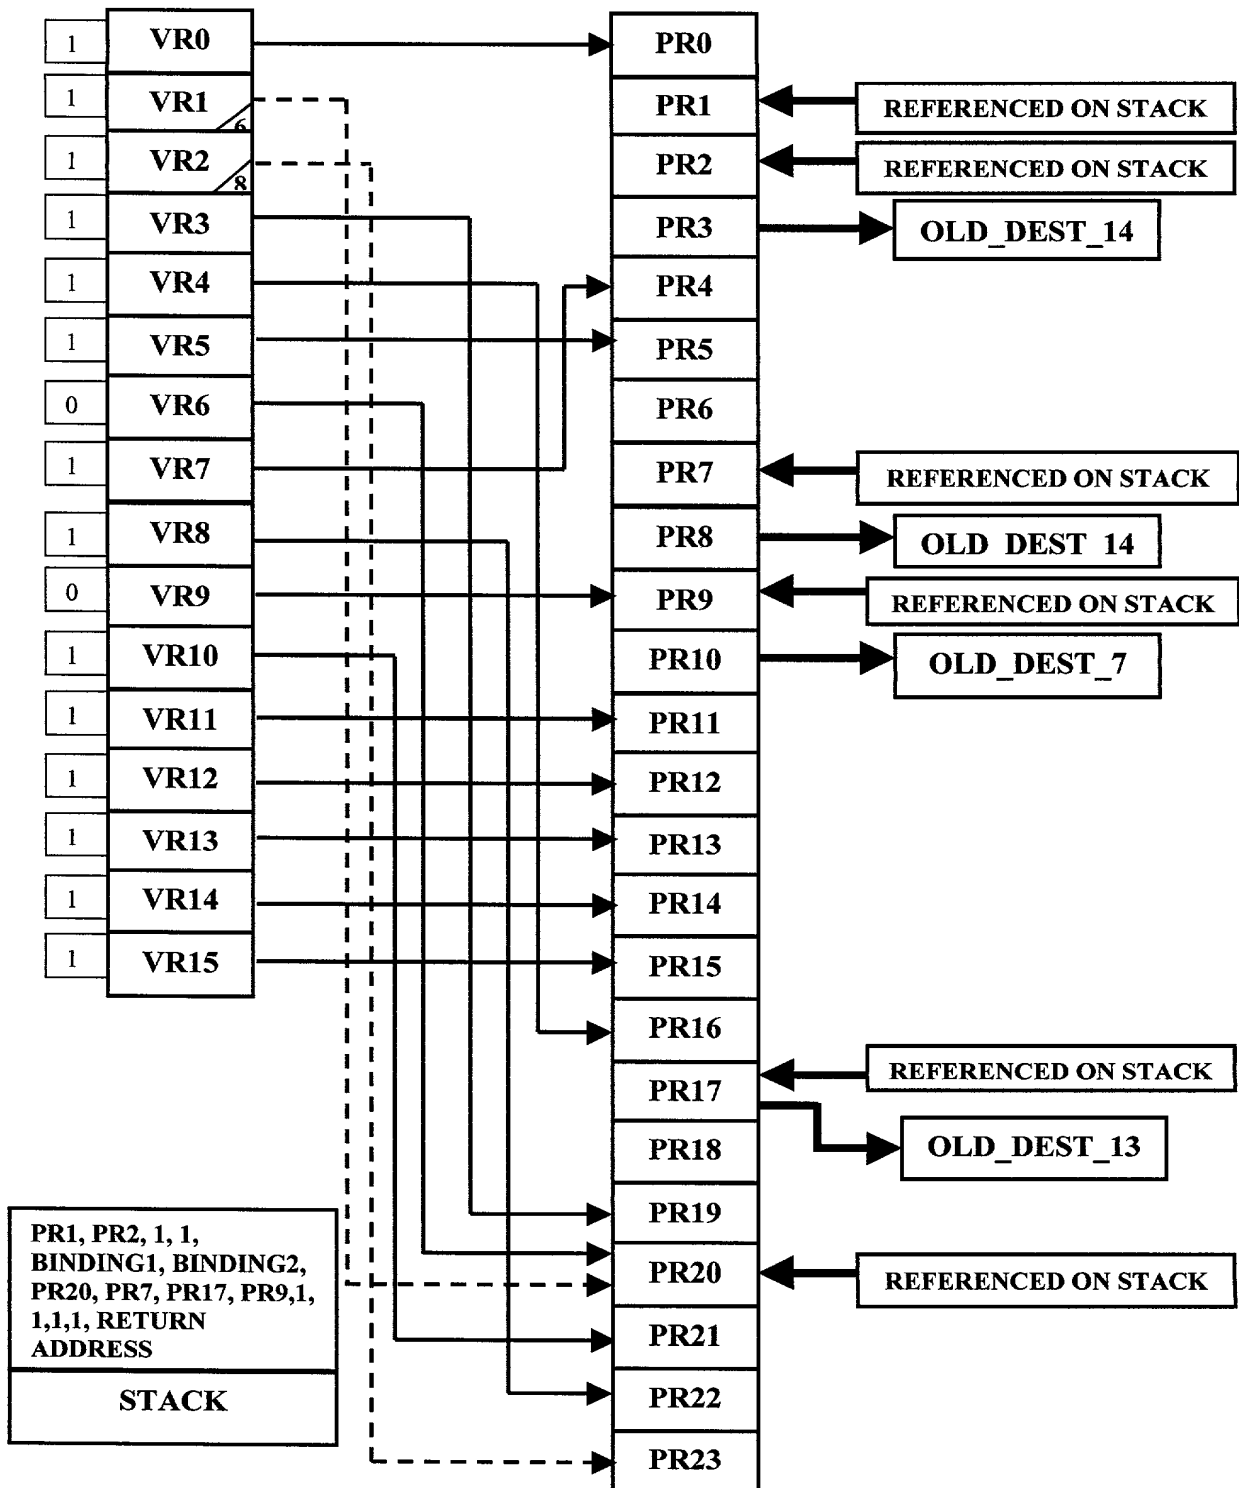 1 VR0 PR0
1 VR1 6 PR1 REFERENCED ON STACK
1 VR2 8 PR2 REFERENCED ON STACK
1 VR3 PR3 OLD_DEST_14
1 VR4 PR4
1 VR5 PR5
0 VR6 PR6
1 VR7 PR7 REFERENCED ON STACK
1 VR8 PR8 OLD DEST 14
0 VR9 PR9 REFERENCED ON STACK
1 VR10 PR10 OLD_DEST_7
1 VR11 PR11
1 VR12 PR12
1 VR13 PR13
1 VR14 PR14
1 VR15 PR15
PR16
PR17 REFERENCED ON STACK
PR18 OLD_DEST_13
PR19
PR20 REFERENCED ON STACK
PR21
PR22
PR23
PR1, PR2, 1, 1,
BINDING1, BINDING2,
PR20, PR7, PR17, PR9,1,
1,1,1, RETURN
ADDRESS
STACK